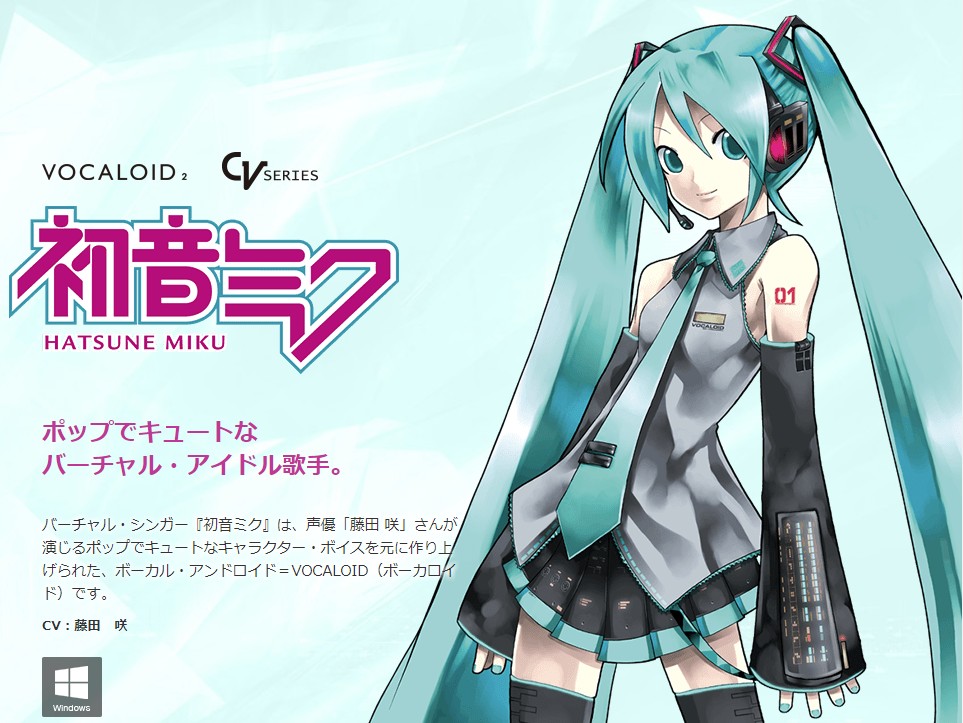 VOCALOID2 CV SERIES
初音ミク
HATSUNE MIKU
ポップでキュートな
バーチャル・アイドル歌手。
バーチャル・シンガー『初音ミク』は、声優「藤田 咲」さんが
演じるポップでキュートなキャラクター・ボイスを元に作り上
げられた、ボーカル・アンドロイド＝VOCALOID（ボーカロイ
ド）です。
CV：藤田　咲
Windows
01
VOCALOID